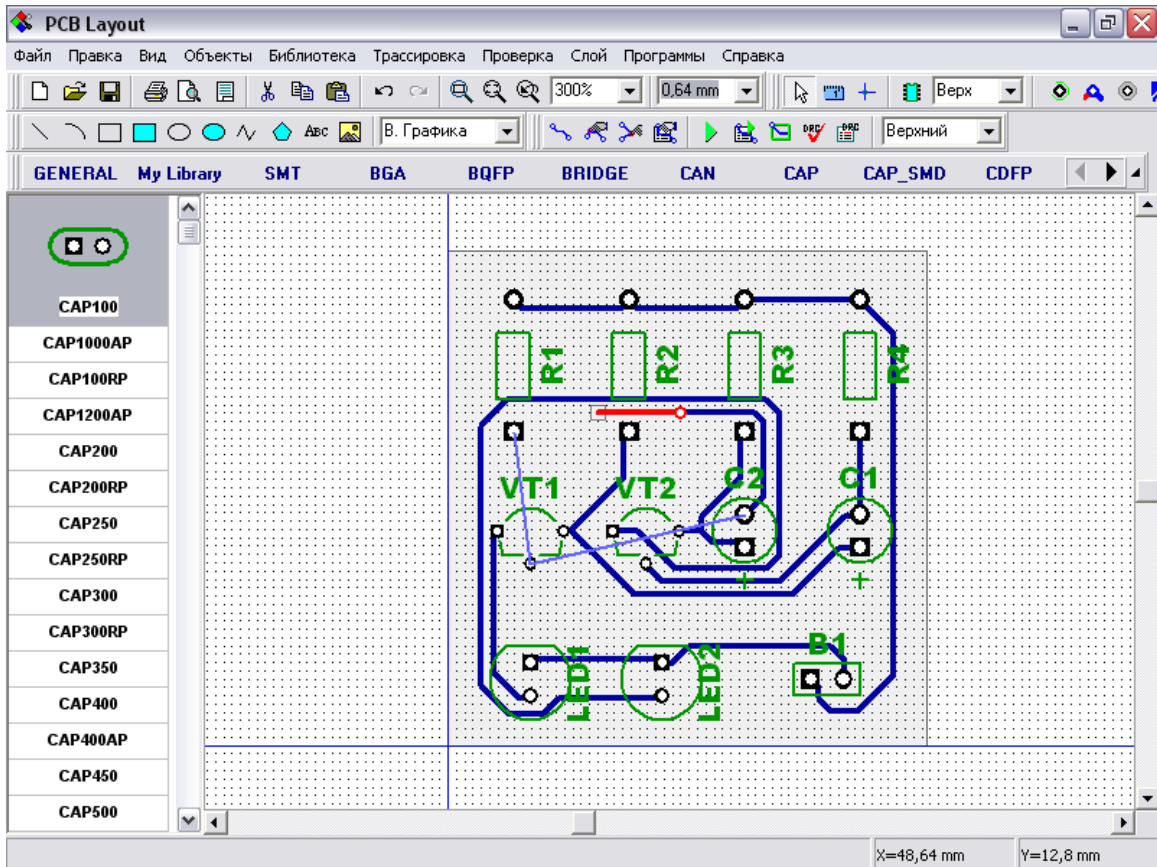 PCB Layout
Файл Правка Вид Объекты Библиотека Трассировка Проверка Слой Программы Справка
300% 0,64 mm Верх
ABC В. Графика DRC DRC Верхний
GENERAL My Library SMT BGA BQFP BRIDGE CAN CAP CAP_SMD CDFP
CAP100
CAP1000AP
CAP100RP
CAP1200AP
CAP200
CAP200RP
CAP250
CAP250RP
CAP300
CAP300RP
CAP350
CAP400
CAP400AP
CAP450
CAP500
R1 R2 R3 R4
VT1 VT2 C2 C1
+ +
LED1 LED2 B1
X=48,64 mm Y=12,8 mm